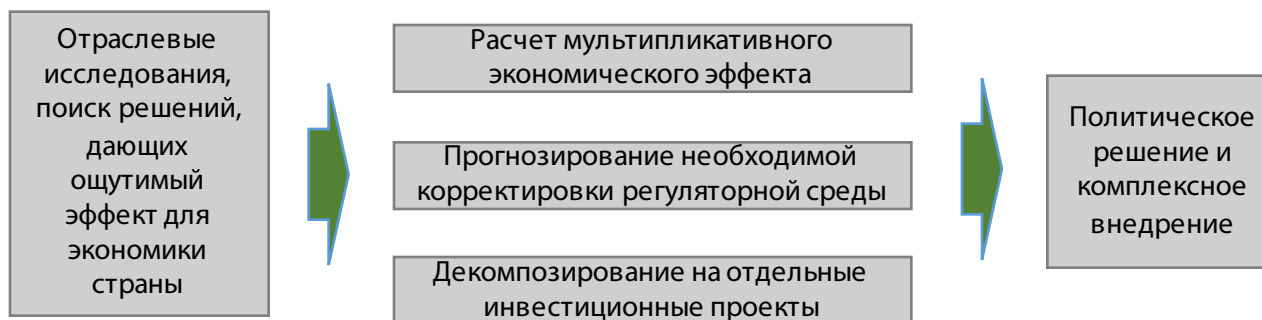 Отраслевые
исследования,
поиск решений,
дающих
ощутимый
эффект для
экономики
страны
Расчет мультипликативного
экономического эффекта
Прогнозирование необходимой
корректировки регуляторной среды
Декомпозирование на отдельные
инвестиционные проекты
Политическое
решение и
комплексное
внедрение